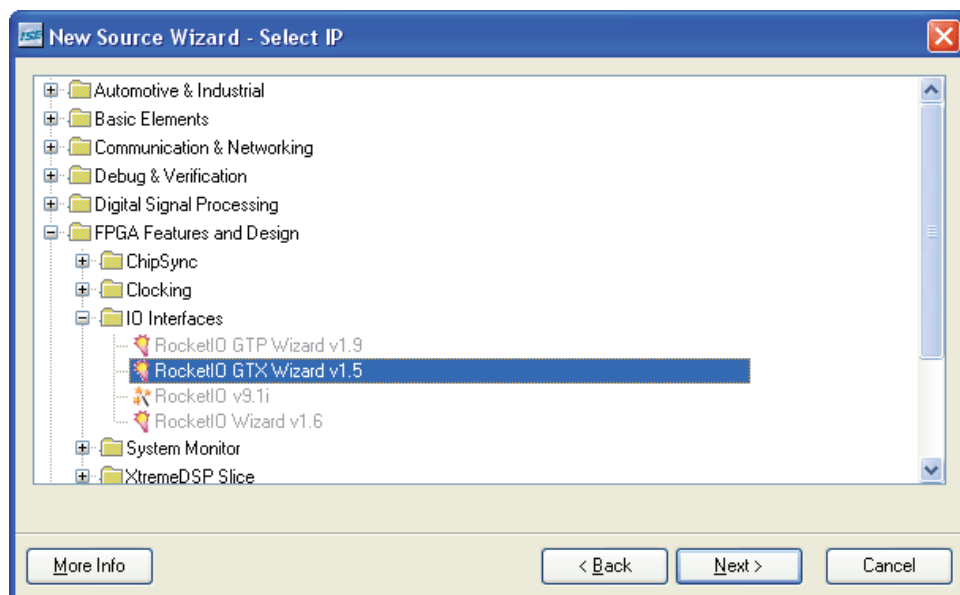 ISE New Source Wizard - Select IP
Automotive & Industrial
Basic Elements
Communication & Networking
Debug & Verification
Digital Signal Processing
FPGA Features and Design
ChipSync
Clocking
IO Interfaces
RocketIO GTP Wizard v1.9
RocketIO GTX Wizard v1.5
RocketIO v9.1i
RocketIO Wizard v1.6
System Monitor
XtremeDSP Slice
More Info
< Back
Next >
Cancel